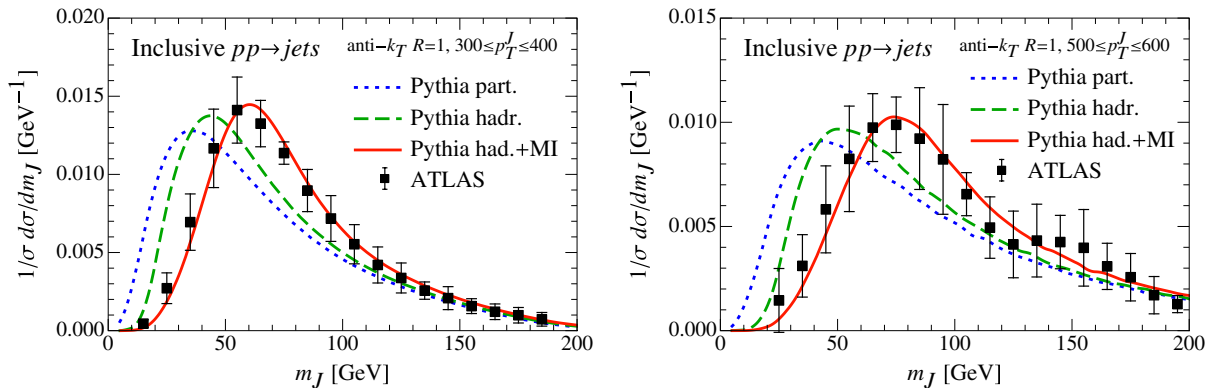 Inclusive pp→jets
anti–k_T R=1, 300≤p_T^J≤400
Pythia part.
Pythia hadr.
Pythia had.+MI
ATLAS
1/σ dσ/dm_J [GeV⁻¹]
0.020
0.015
0.010
0.005
0.000
0 50 100 150 200
m_J [GeV]
Inclusive pp→jets
anti–k_T R=1, 500≤p_T^J≤600
Pythia part.
Pythia hadr.
Pythia had.+MI
ATLAS
1/σ dσ/dm_J [GeV⁻¹]
0.015
0.010
0.005
0.000
0 50 100 150 200
m_J [GeV]